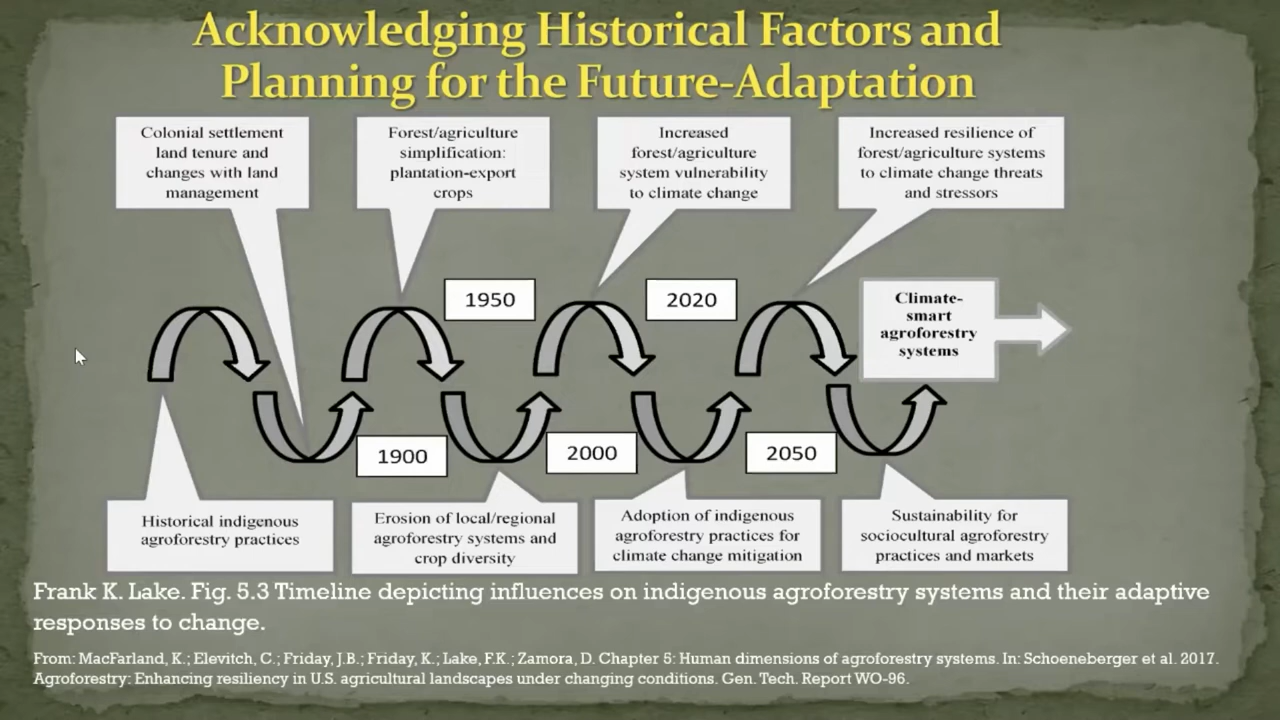 Acknowledging Historical Factors and
Planning for the Future-Adaptation
Colonial settlement
land tenure and
changes with land
management
Forest/agriculture
simplification:
plantation-export
crops
Increased
forest/agriculture
system vulnerability
to climate change
Increased resilience of
forest/agriculture systems
to climate change threats
and stressors
1950
2020
Climate-
smart
agroforestry
systems
1900
2000
2050
Historical indigenous
agroforestry practices
Erosion of local/regional
agroforestry systems and
crop diversity
Adoption of indigenous
agroforestry practices for
climate change mitigation
Sustainability for
sociocultural agroforestry
practices and markets
Frank K. Lake. Fig. 5.3 Timeline depicting influences on indigenous agroforestry systems and their adaptive
responses to change.
From: MacFarland, K.; Elevitch, C.; Friday, J.B.; Friday, K.; Lake, F.K.; Zamora, D. Chapter 5: Human dimensions of agroforestry systems. In: Schoeneberger et al. 2017.
Agroforestry: Enhancing resiliency in U.S. agricultural landscapes under changing conditions. Gen. Tech. Report WO-96.